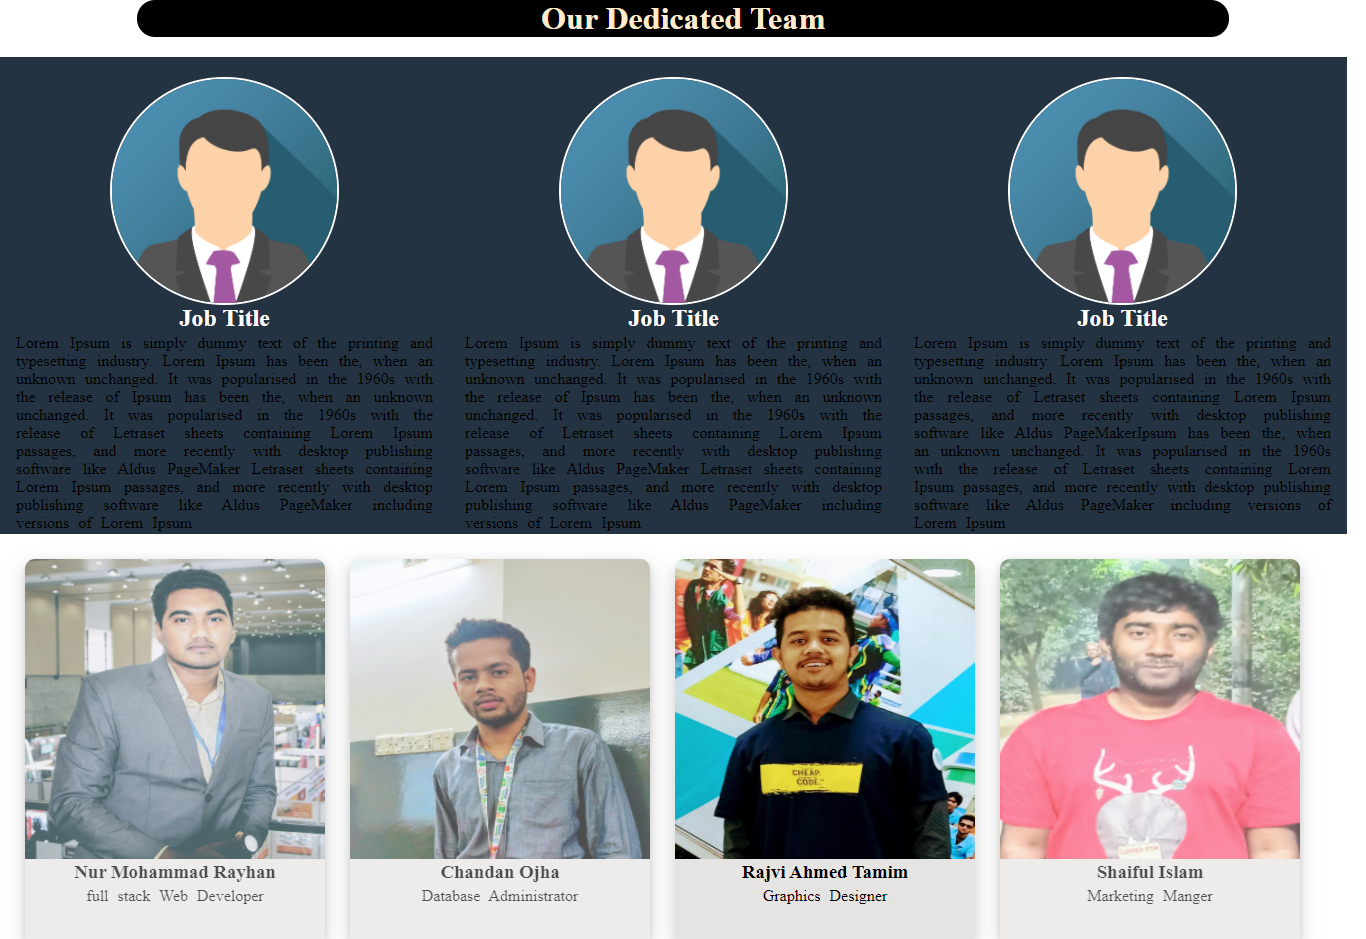 Our Dedicated Team
Job Title
Lorem Ipsum is simply dummy text of the printing and
typesetting industry. Lorem Ipsum has been the, when an
unknown unchanged. It was popularised in the 1960s with
the release of Ipsum has been the, when an unknown
unchanged. It was popularised in the 1960s with the
release of Letraset sheets containing Lorem Ipsum
passages, and more recently with desktop publishing
software like Aldus PageMaker Letraset sheets containing
Lorem Ipsum passages, and more recently with desktop
publishing software like Aldus PageMaker including
versions of Lorem Ipsum
Job Title
Lorem Ipsum is simply dummy text of the printing and
typesetting industry. Lorem Ipsum has been the, when an
unknown unchanged. It was popularised in the 1960s with
the release of Ipsum has been the, when an unknown
unchanged. It was popularised in the 1960s with the
release of Letraset sheets containing Lorem Ipsum
passages, and more recently with desktop publishing
software like Aldus PageMaker Letraset sheets containing
Lorem Ipsum passages, and more recently with desktop
publishing software like Aldus PageMaker including
versions of Lorem Ipsum
Job Title
Lorem Ipsum is simply dummy text of the printing and
typesetting industry. Lorem Ipsum has been the, when an
unknown unchanged. It was popularised in the 1960s with
the release of Letraset sheets containing Lorem Ipsum
passages, and more recently with desktop publishing
software like Aldus PageMakerIpsum has been the, when
an unknown unchanged. It was popularised in the 1960s
with the release of Letraset sheets containing Lorem
Ipsum passages, and more recently with desktop publishing
software like Aldus PageMaker including versions of
Lorem Ipsum
Nur Mohammad Rayhan
full stack Web Developer
Chandan Ojha
Database Administrator
CHEAP.
CODE.
Rajvi Ahmed Tamim
Graphics Designer
Shaiful Islam
Marketing Manger